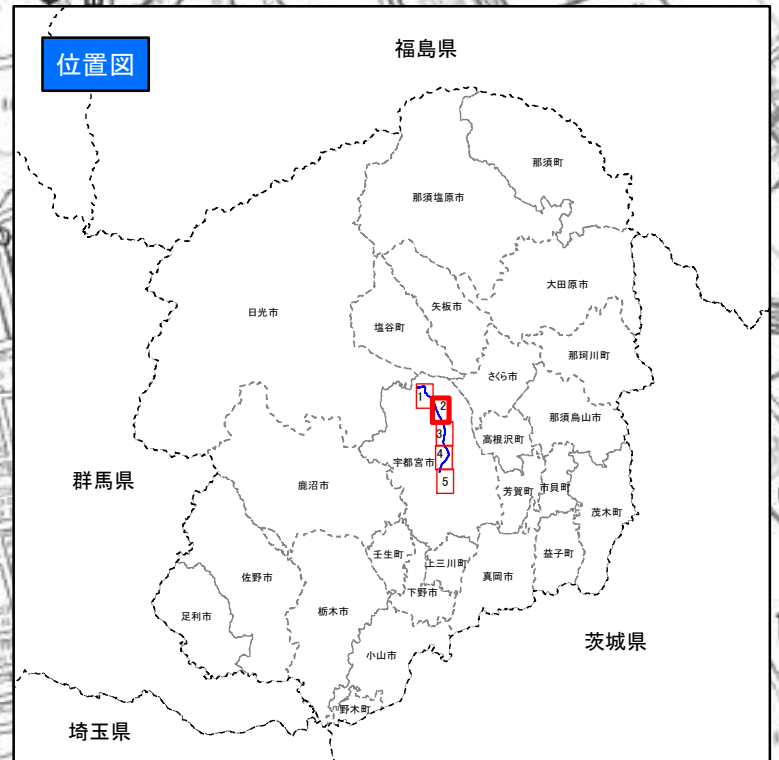 位置図
福島県
那須町
那須塩原市
大田原市
日光市
矢板市
塩谷町
那珂川町
さくら市
1
2
那須烏山市
3
高根沢町
4
宇都宮市
群馬県
5
鹿沼市
芳賀町
市貝町
茂木町
壬生町
上三川町
益子町
佐野市
真岡市
下野市
足利市
栃木市
茨城県
小山市
野木町
埼玉県